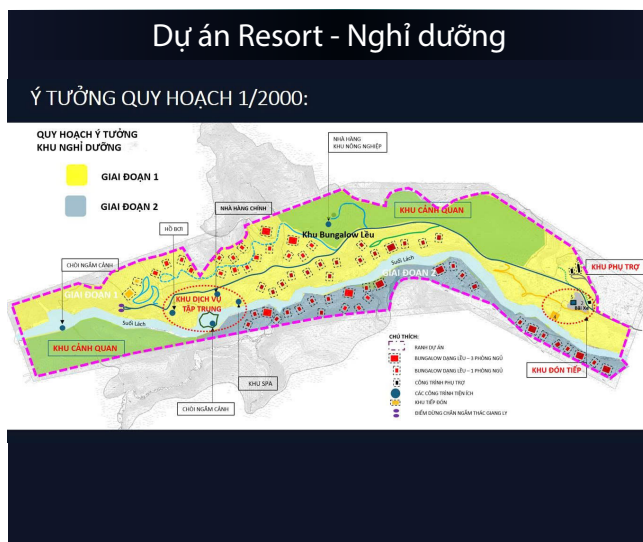 Dự án Resort - Nghỉ dưỡng
Ý TƯỞNG QUY HOẠCH 1/2000:
QUY HOẠCH Ý TƯỞNG
KHU NGHỈ DƯỠNG
GIAI ĐOẠN 1
GIAI ĐOẠN 2
NHÀ HÀNG
KHU NÔNG NGHIỆP
NHÀ HÀNG CHÍNH
KHU CẢNH QUAN
HỒ BƠI
Khu Bungalow Lều
CHÒI NGẮM CẢNH
Suối Lách
GIAI ĐOẠN 2
KHU PHỤ TRỢ
GIAI ĐOẠN 1
KHU DỊCH VỤ
TẬP TRUNG
Bãi xe
Suối Lách
KHU CẢNH QUAN
KHU ĐÓN TIẾP
KHU SPA
CHÒI NGẮM CẢNH
CHÚ THÍCH:
RANH DỰ ÁN
BUNGALOW DẠNG LỀU – 3 PHÒNG NGỦ
BUNGALOW DẠNG LỀU – 1 PHÒNG NGỦ
CÔNG TRÌNH PHỤ TRỢ
CÁC CÔNG TRÌNH TIỆN ÍCH
KHU TIẾP ĐÓN
ĐIỂM DỪNG CHÂN NGẮM THÁC GIANG LY